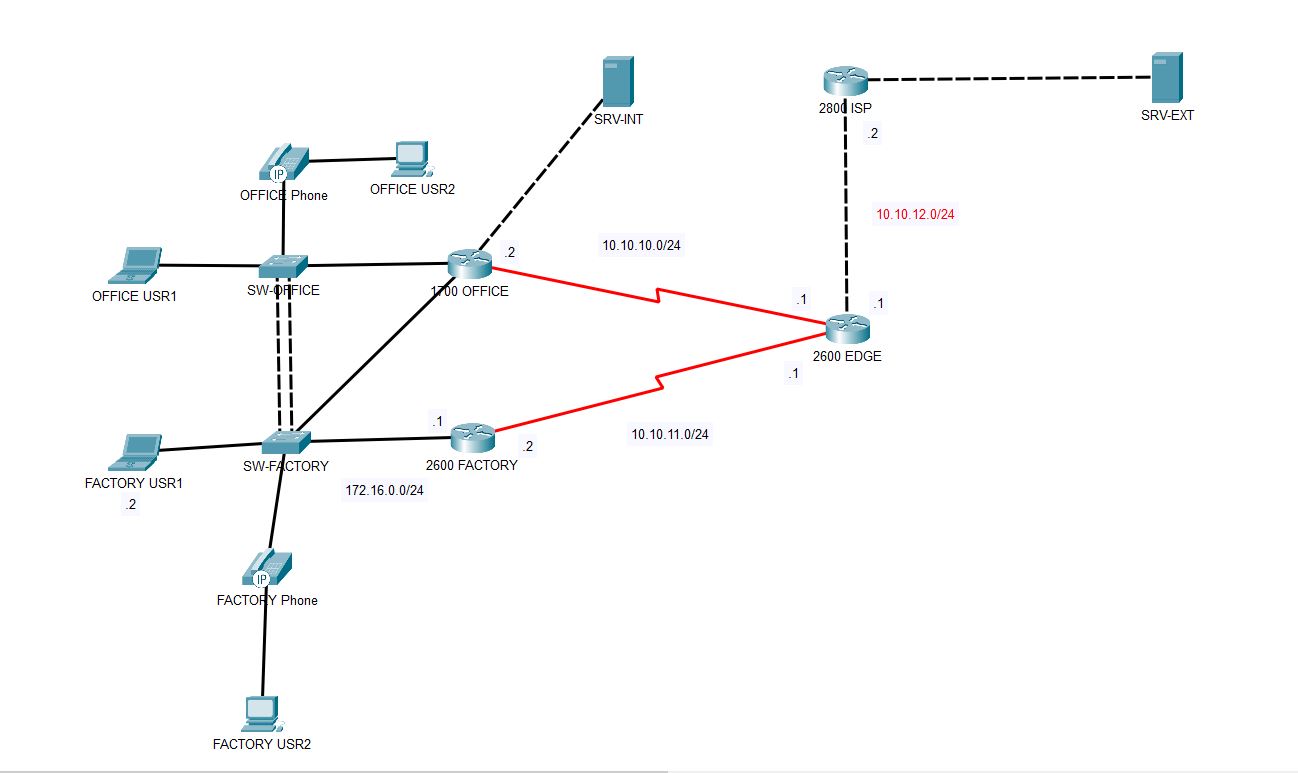 SRV-INT
2800 ISP
SRV-EXT
.2
IP
OFFICE Phone
OFFICE USR2
10.10.12.0/24
.2
10.10.10.0/24
OFFICE USR1
SW-OFFICE
1700 OFFICE
.1
.1
2600 EDGE
.1
.1
.2
10.10.11.0/24
SW-FACTORY
2600 FACTORY
FACTORY USR1
.2
172.16.0.0/24
IP
FACTORY Phone
FACTORY USR2